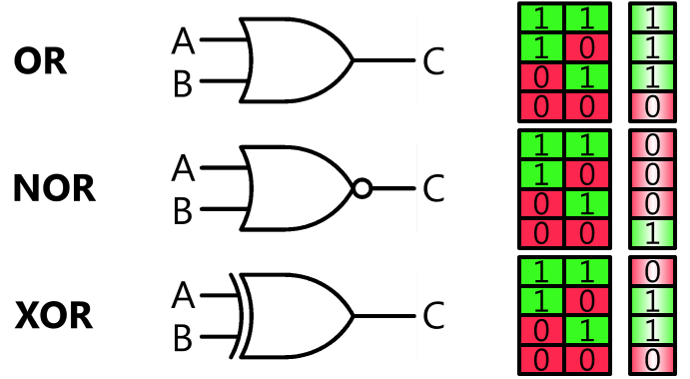 OR A B C
1 1 1
1 0 1
0 1 1
0 0 0
NOR A B C
1 1 0
1 0 0
0 1 0
0 0 1
XOR A B C
1 1 0
1 0 1
0 1 1
0 0 0